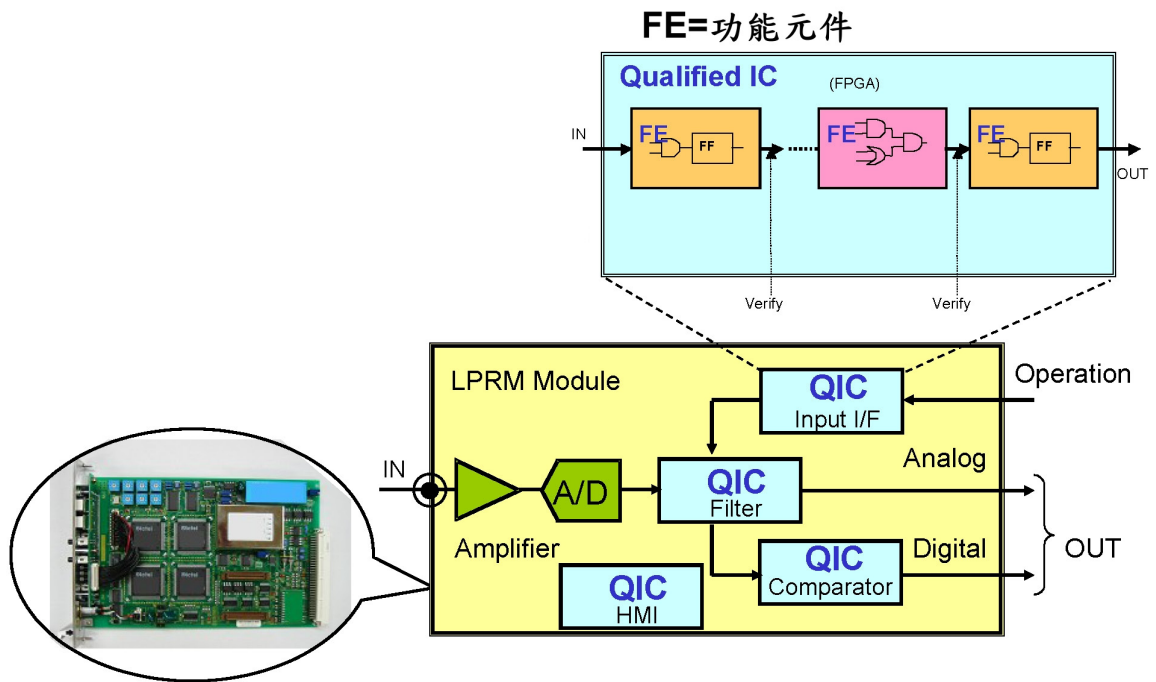 FE=功能元件
Qualified IC
(FPGA)
IN
FE
FF
FE
FE
FF
OUT
Verify
Verify
LPRM Module
QIC
Input I/F
Operation
IN
A/D
Amplifier
QIC
Filter
Analog
QIC
Comparator
Digital
OUT
QIC
HMI